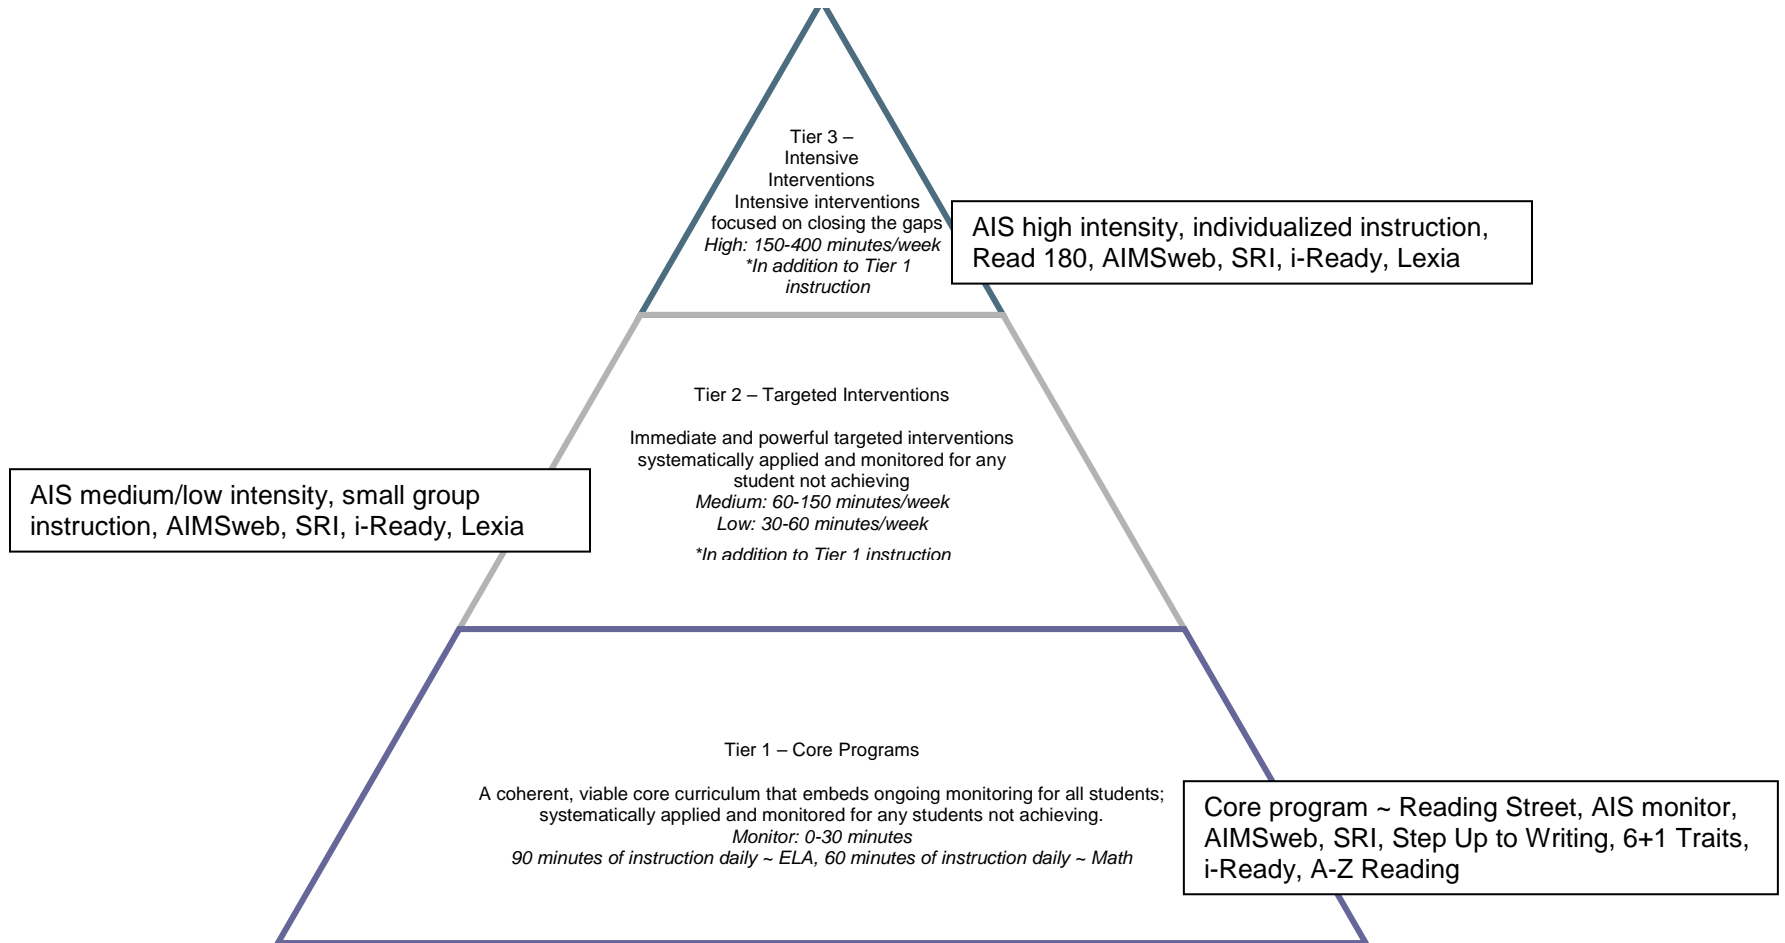 Tier 3 –
Intensive
Interventions
Intensive interventions
focused on closing the gaps
High: 150-400 minutes/week
*In addition to Tier 1
instruction
AIS high intensity, individualized instruction,
Read 180, AIMSweb, SRI, i-Ready, Lexia
Tier 2 – Targeted Interventions
Immediate and powerful targeted interventions
systematically applied and monitored for any
student not achieving
Medium: 60-150 minutes/week
Low: 30-60 minutes/week
*In addition to Tier 1 instruction
AIS medium/low intensity, small group
instruction, AIMSweb, SRI, i-Ready, Lexia
Tier 1 – Core Programs
A coherent, viable core curriculum that embeds ongoing monitoring for all students;
systematically applied and monitored for any students not achieving.
Monitor: 0-30 minutes
90 minutes of instruction daily ~ ELA, 60 minutes of instruction daily ~ Math
Core program ~ Reading Street, AIS monitor,
AIMSweb, SRI, Step Up to Writing, 6+1 Traits,
i-Ready, A-Z Reading